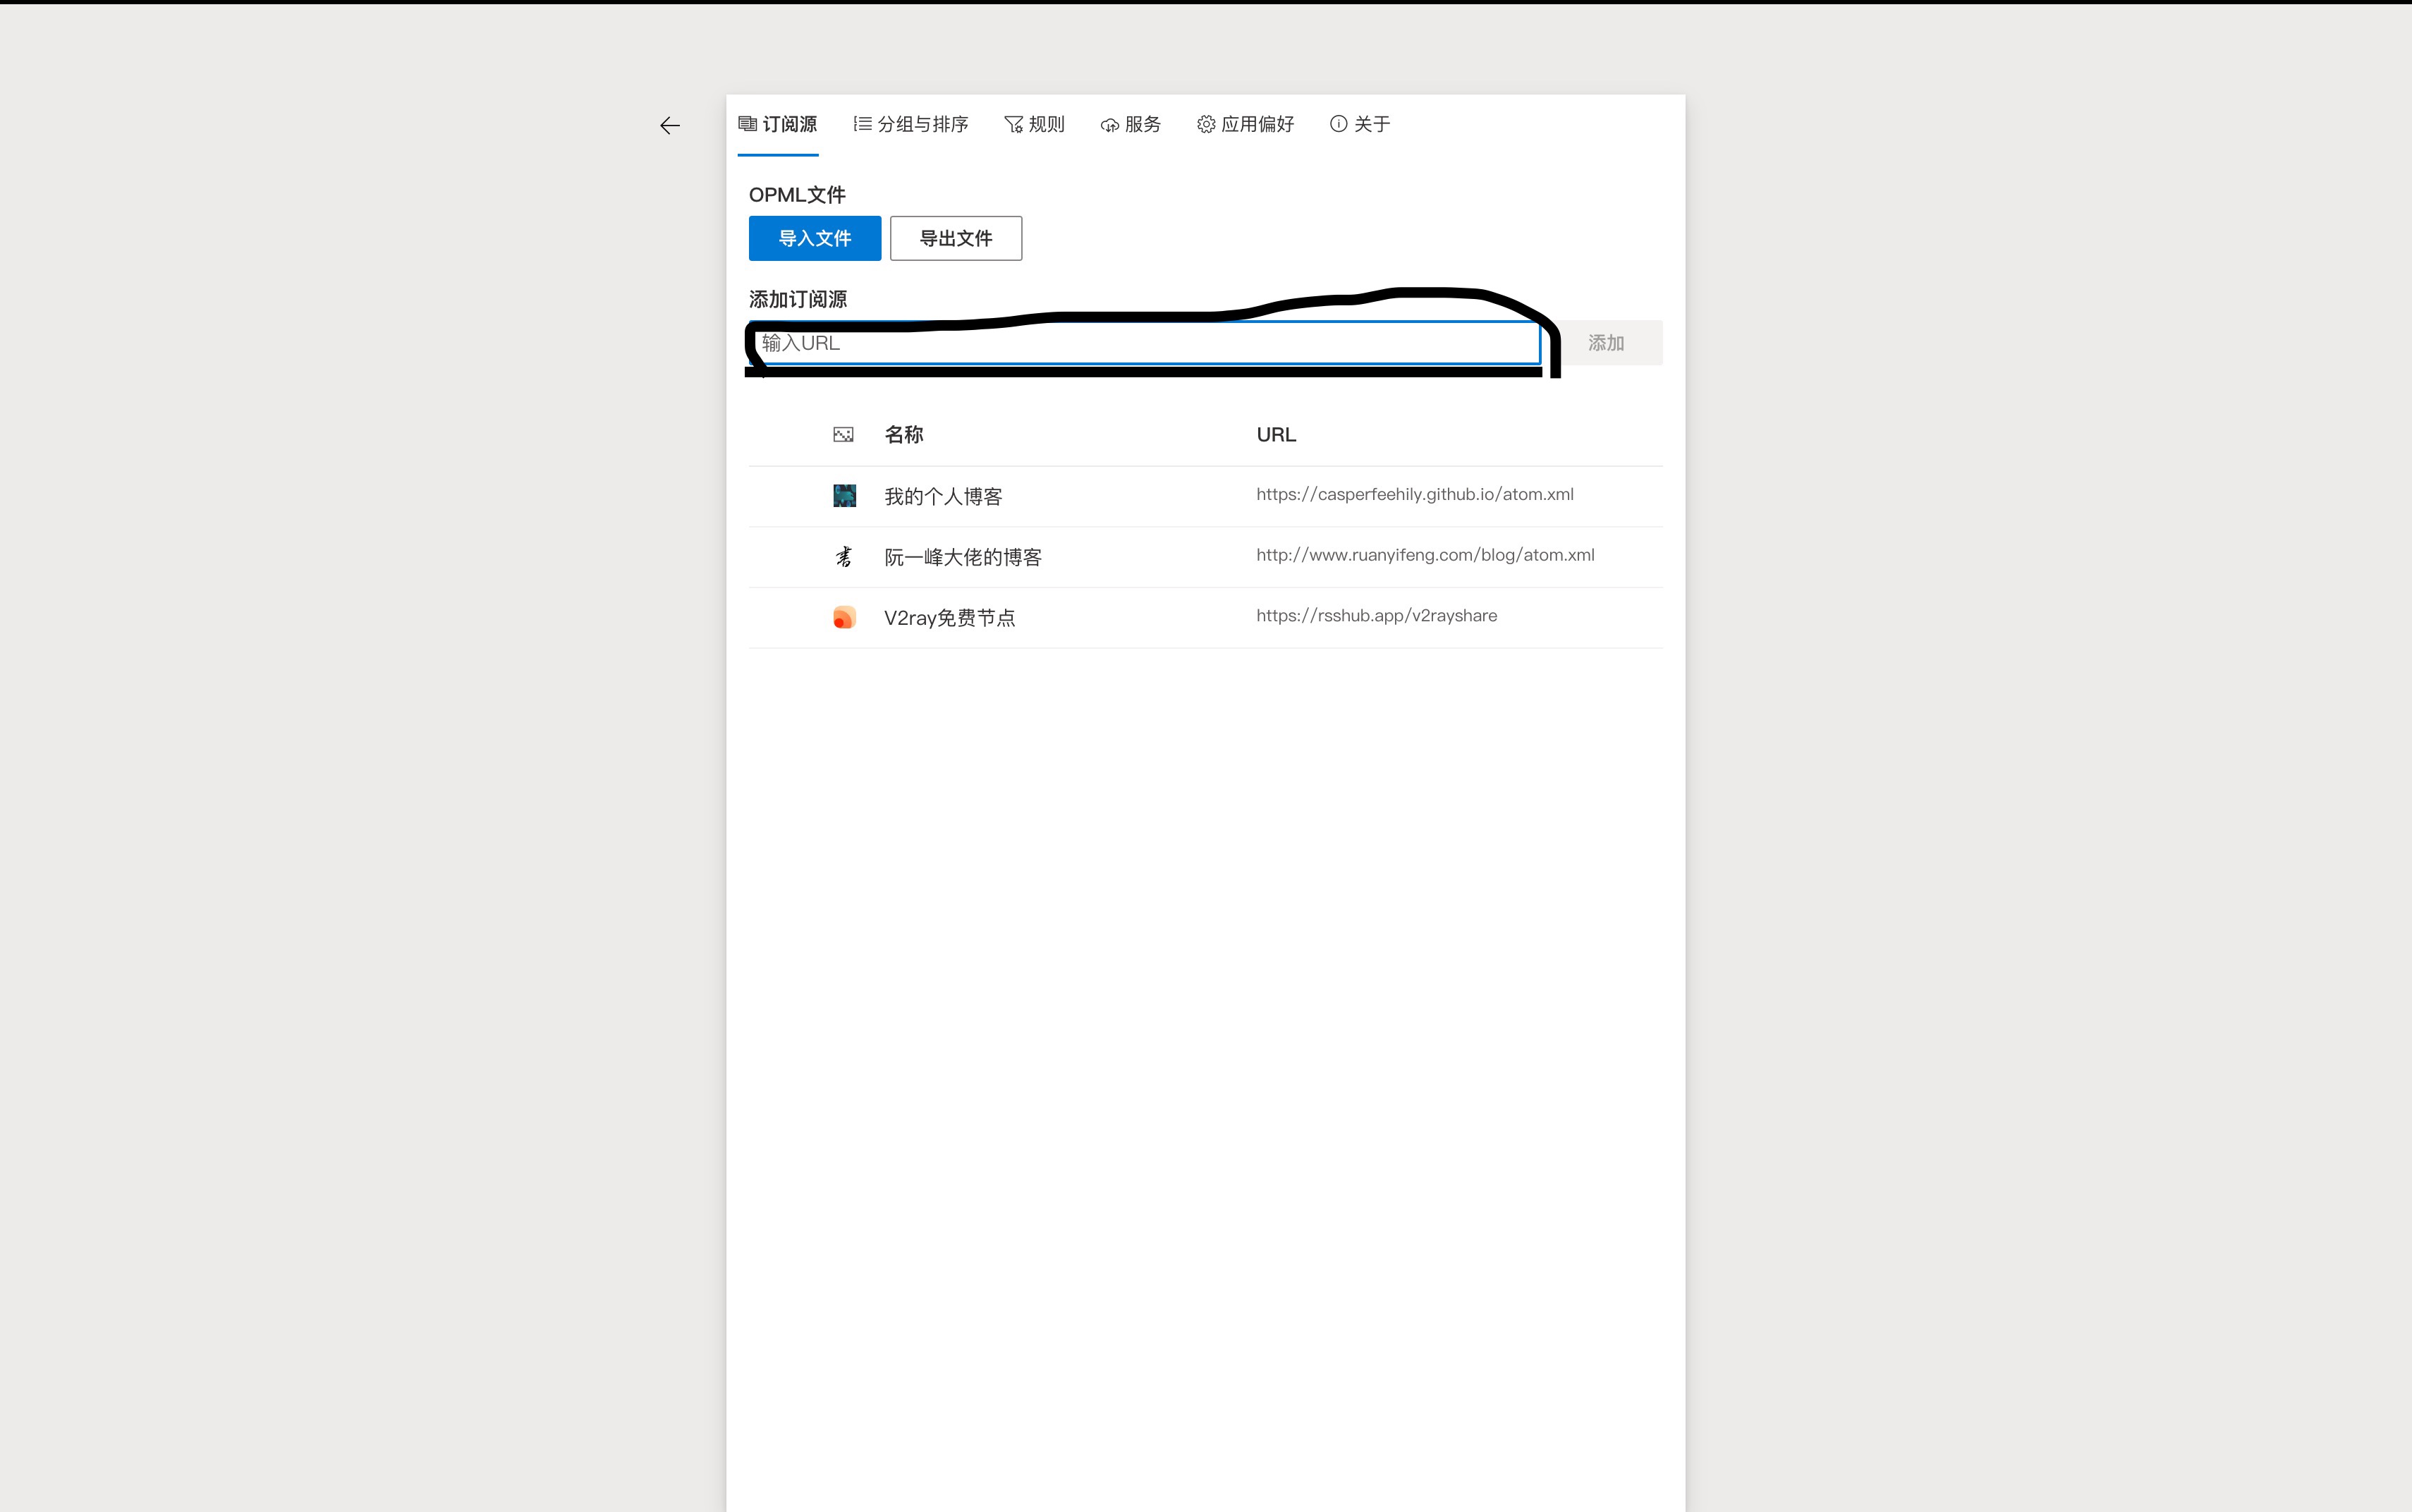 订阅源 分组与排序 规则 服务 应用偏好 关于
OPML文件
导入文件 导出文件
添加订阅源
输入URL 添加
名称 URL
我的个人博客 https://casperfeehily.github.io/atom.xml
书 阮一峰大佬的博客 http://www.ruanyifeng.com/blog/atom.xml
V2ray免费节点 https://rsshub.app/v2rayshare